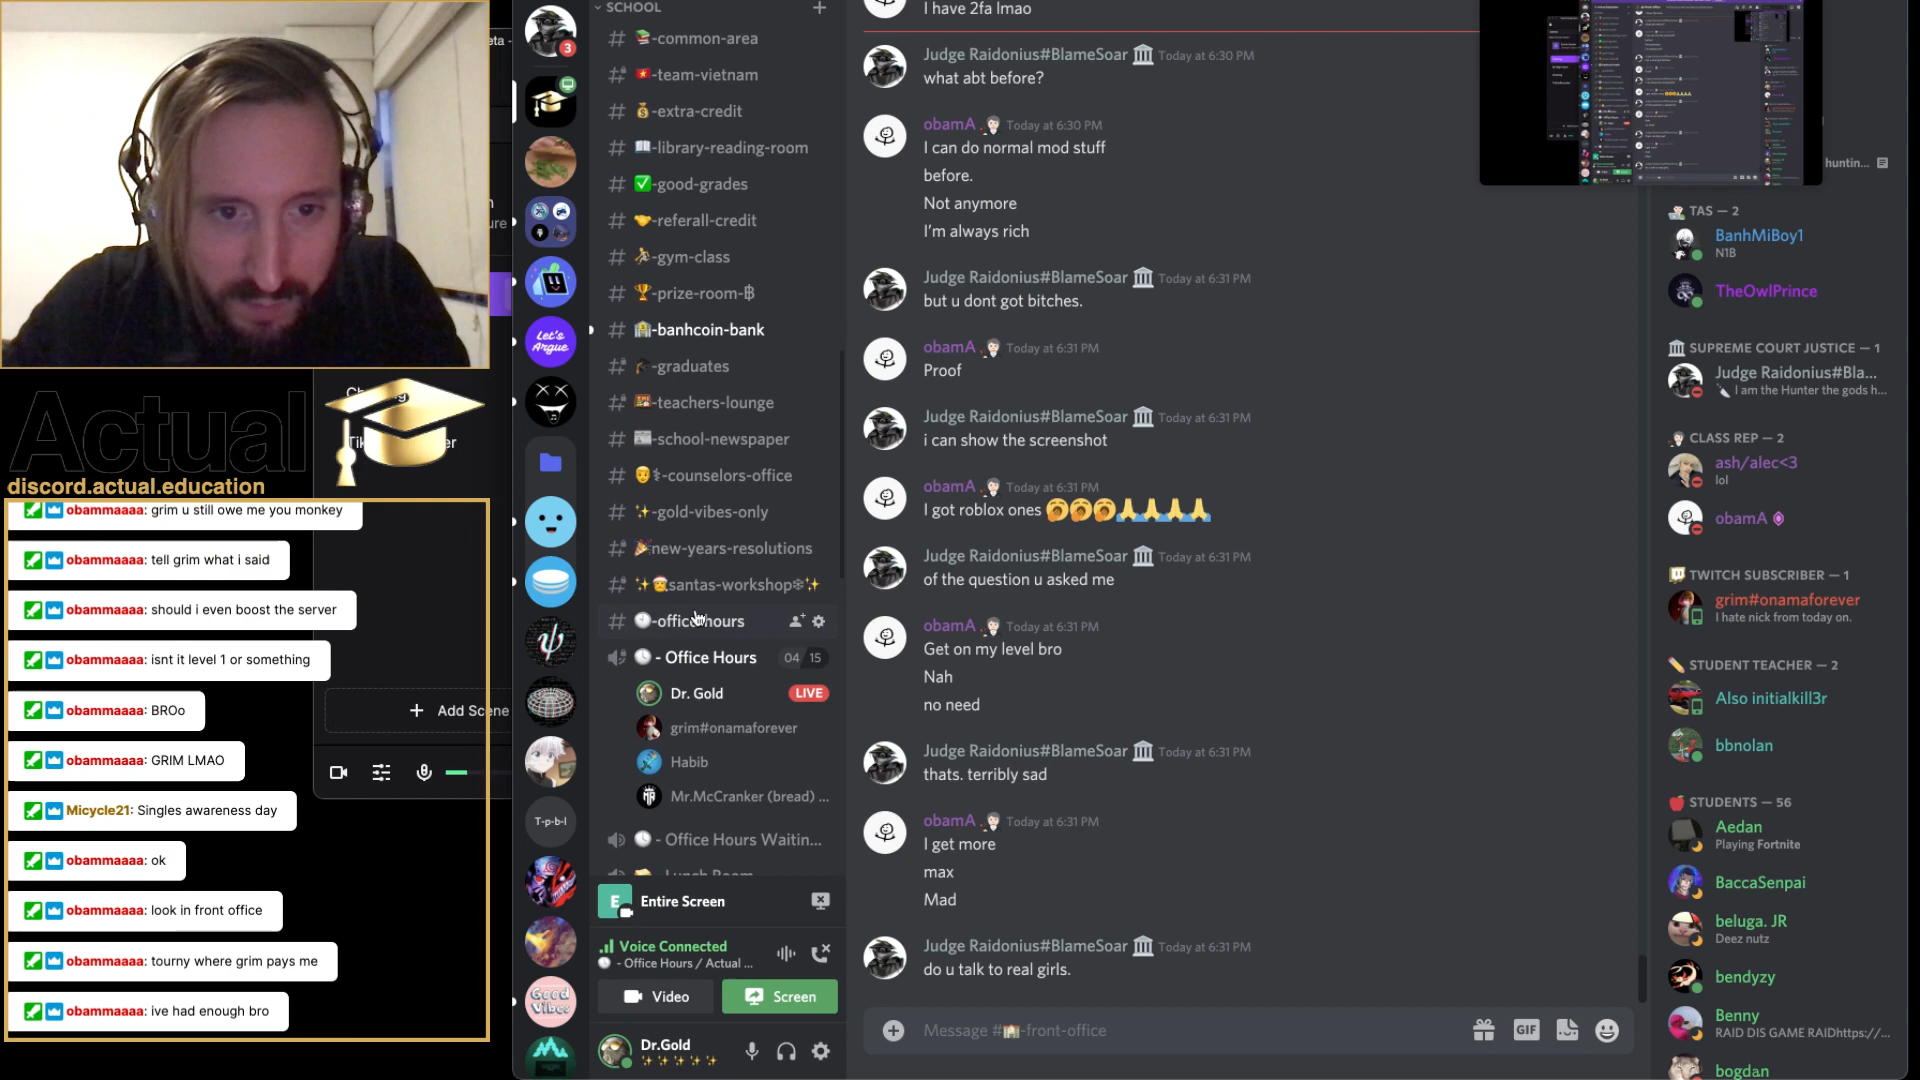 Actual
discord.actual.education
obammaaaa: grim u still owe me you monkey
obammaaaa: tell grim what i said
obammaaaa: should i even boost the server
obammaaaa: isnt it level 1 or something
obammaaaa: BROo
obammaaaa: GRIM LMAO
Micycle21: Singles awareness day
obammaaaa: ok
obammaaaa: look in front office
obammaaaa: tourny where grim pays me
obammaaaa: ive had enough bro
Add Scene
3
Let's
Argue
T-p-b-l
Good
Vibes
SCHOOL
📚-common-area
🇻🇳-team-vietnam
💰-extra-credit
📖-library-reading-room
✅-good-grades
🤝-referall-credit
⛹-gym-class
🏆-prize-room-฿
🏦-banhcoin-bank
🎓-graduates
-teachers-lounge
📰-school-newspaper
-counselors-office
✨-gold-vibes-only
🎉new-years-resolutions
✨🎅santas-workshop❄✨
🕓-office-hours
🕓 - Office Hours 04 15
Dr. Gold LIVE
grim#onamaforever
Habib
Mr.McCranker (bread) ...
🕓 - Office Hours Waitin...
Lunch Room
E Entire Screen
Voice Connected
🕓 - Office Hours / Actual ...
Video
Screen
Dr.Gold
✨✨✨✨✨
I have 2fa lmao
Judge Raidonius#BlameSoar 🏛 Today at 6:30 PM
what abt before?
obamA Today at 6:30 PM
I can do normal mod stuff
before.
Not anymore
I'm always rich
Judge Raidonius#BlameSoar 🏛 Today at 6:31 PM
but u dont got bitches.
obamA Today at 6:31 PM
Proof
Judge Raidonius#BlameSoar 🏛 Today at 6:31 PM
i can show the screenshot
obamA Today at 6:31 PM
I got roblox ones 🥱🥱🥱🙏🙏🙏🙏
Judge Raidonius#BlameSoar 🏛 Today at 6:31 PM
of the question u asked me
obamA Today at 6:31 PM
Get on my level bro
Nah
no need
Judge Raidonius#BlameSoar 🏛 Today at 6:31 PM
thats. terribly sad
obamA Today at 6:31 PM
I get more
max
Mad
Judge Raidonius#BlameSoar 🏛 Today at 6:31 PM
do u talk to real girls.
Message #🏫-front-office
GIF
huntin...
TAS — 2
BanhMiBoy1
N1B
TheOwlPrince
🏛 SUPREME COURT JUSTICE — 1
Judge Raidonius#Bla...
I am the Hunter the gods h...
CLASS REP — 2
ash/alec<3
lol
obamA
TWITCH SUBSCRIBER — 1
grim#onamaforever
I hate nick from today on.
✏ STUDENT TEACHER — 2
Also initialkill3r
bbnolan
🍎 STUDENTS — 56
Aedan
Playing Fortnite
BaccaSenpai
beluga. JR
Deez nutz
bendyzy
Benny
RAID DIS GAME RAIDhttps://...
bogdan